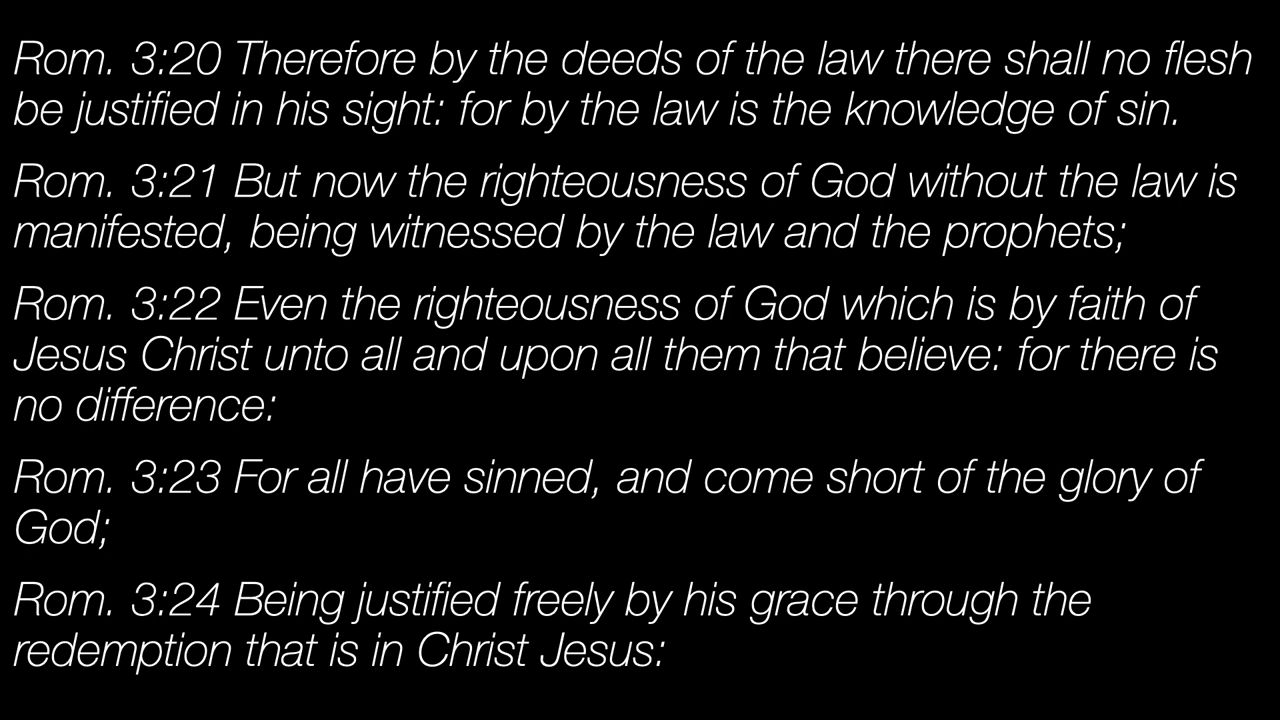 Rom. 3:20 Therefore by the deeds of the law there shall no flesh
be justified in his sight: for by the law is the knowledge of sin.
Rom. 3:21 But now the righteousness of God without the law is
manifested, being witnessed by the law and the prophets;
Rom. 3:22 Even the righteousness of God which is by faith of
Jesus Christ unto all and upon all them that believe: for there is
no difference:
Rom. 3:23 For all have sinned, and come short of the glory of
God;
Rom. 3:24 Being justified freely by his grace through the
redemption that is in Christ Jesus: